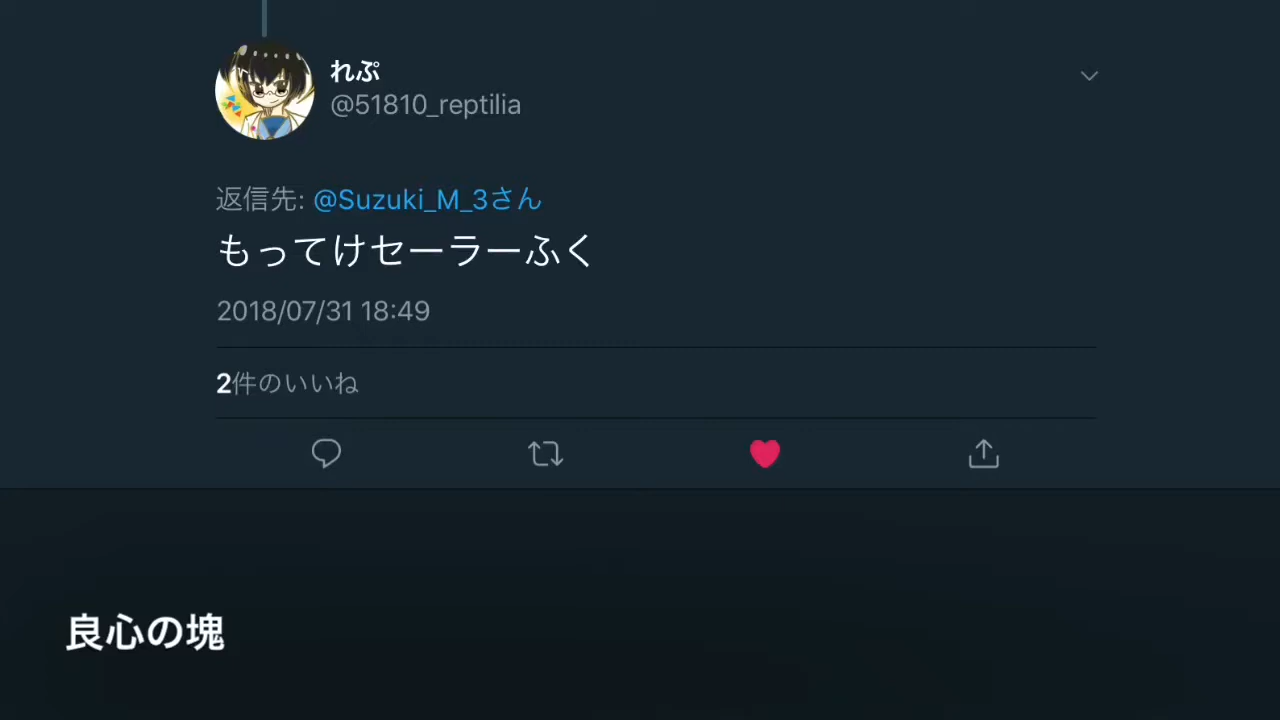 れぷ
@51810_reptilia
返信先: @Suzuki_M_3さん
もってけセーラーふく
2018/07/31 18:49
2件のいいね
良心の塊